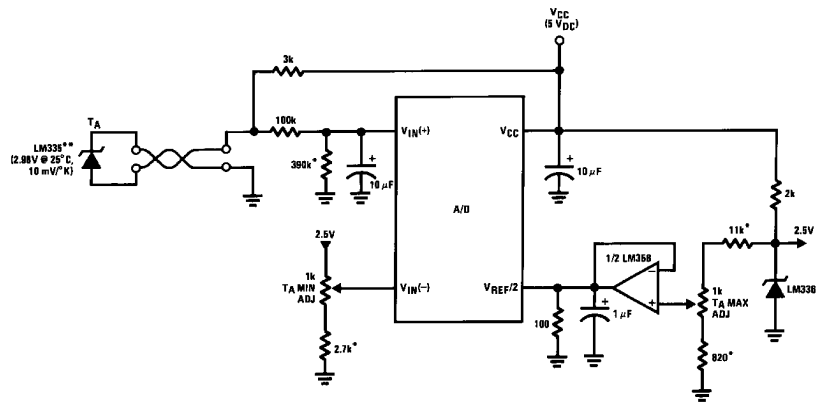 VCC
(5 VDC)
3k
TA
100k
LM335**
(2.98V @ 25°C,
10 mV/°K)
VIN(+)
VCC
390k*
+
10 µF
+
10 µF
A/D
2k
11k*
2.5V
2.5V
1/2 LM358
1k
TA MIN
ADJ
VIN(−)
VREF/2
−
+
1k
TA MAX
ADJ
LM336
100
+
1 µF
2.7k*
820*